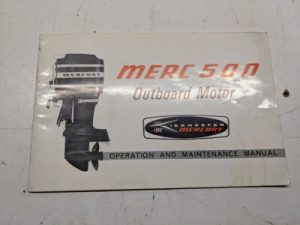 MERCURY
MERC 500
Outboard Motor
KIEKHAEFER
MERCURY
OPERATION AND MAINTENANCE MANUAL